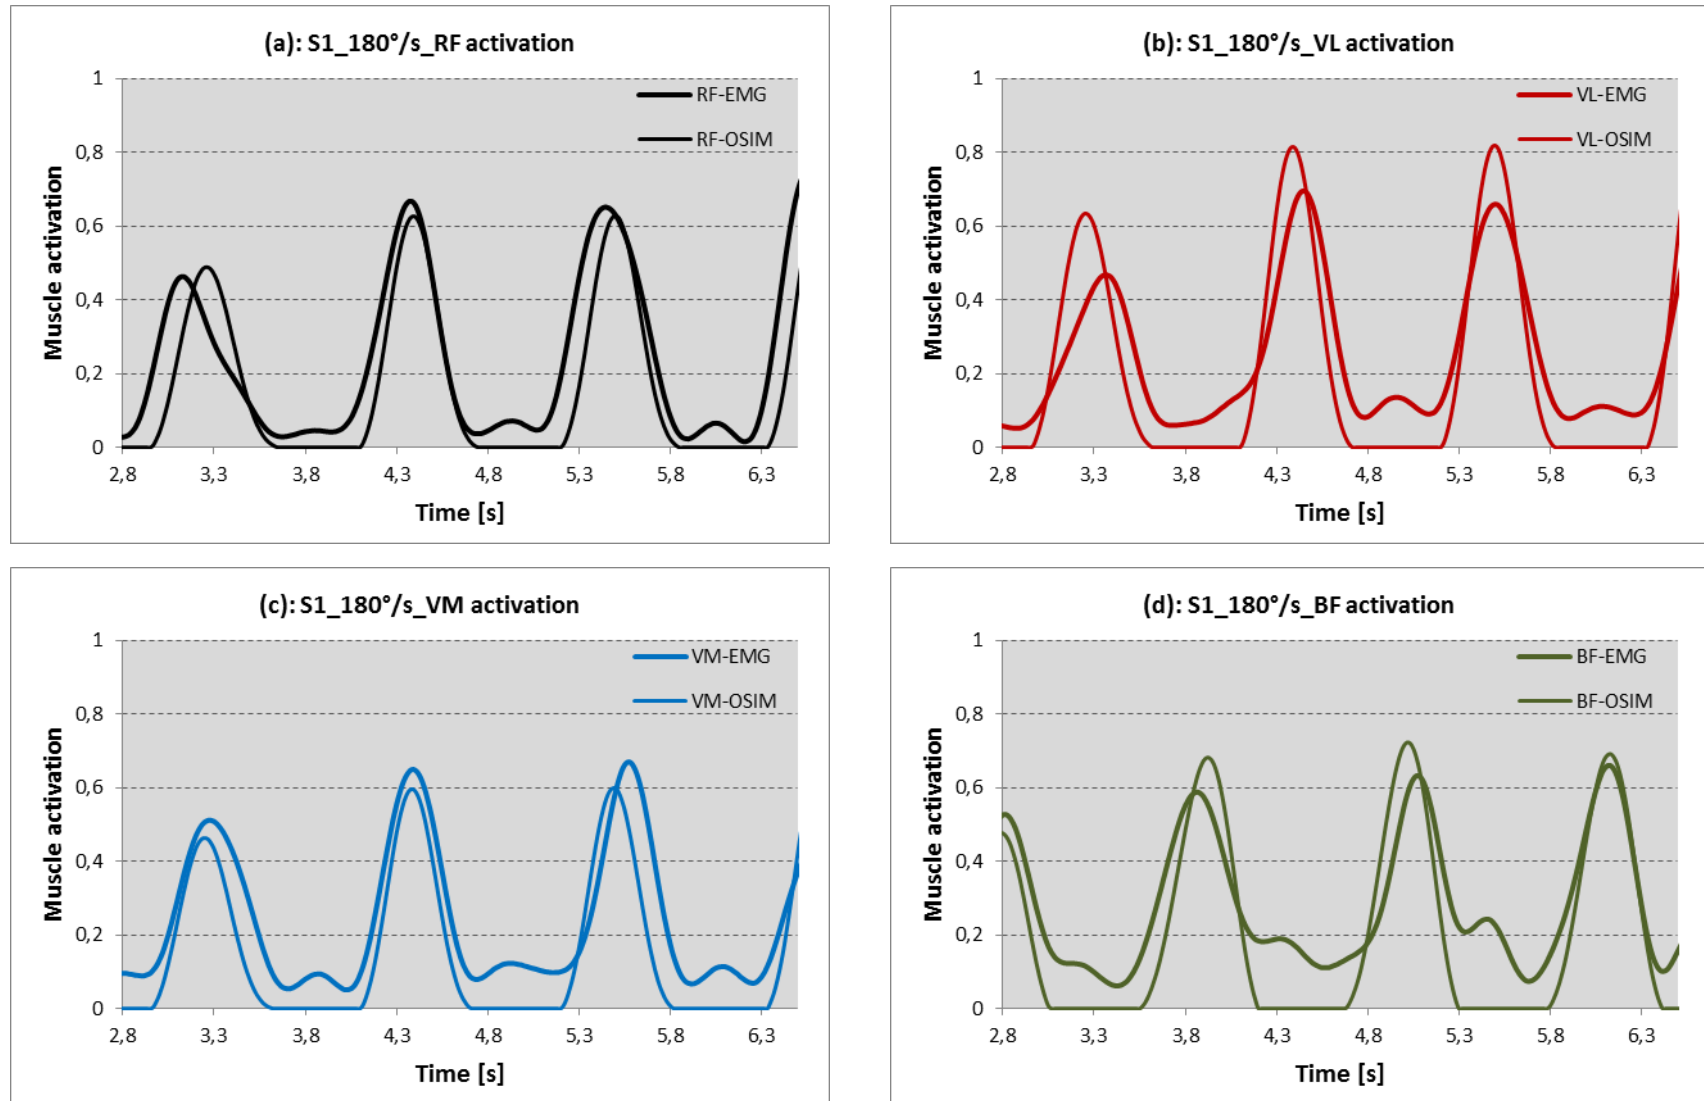 (a): S1_180°/s_RF activation
1
0,8
0,6
0,4
0,2
0
Muscle activation
RF-EMG
RF-OSIM
2,8 3,3 3,8 4,3 4,8 5,3 5,8 6,3
Time [s]
(b): S1_180°/s_VL activation
1
0,8
0,6
0,4
0,2
0
Muscle activation
VL-EMG
VL-OSIM
2,8 3,3 3,8 4,3 4,8 5,3 5,8 6,3
Time [s]
(c): S1_180°/s_VM activation
1
0,8
0,6
0,4
0,2
0
Muscle activation
VM-EMG
VM-OSIM
2,8 3,3 3,8 4,3 4,8 5,3 5,8 6,3
Time [s]
(d): S1_180°/s_BF activation
1
0,8
0,6
0,4
0,2
0
Muscle activation
BF-EMG
BF-OSIM
2,8 3,3 3,8 4,3 4,8 5,3 5,8 6,3
Time [s]